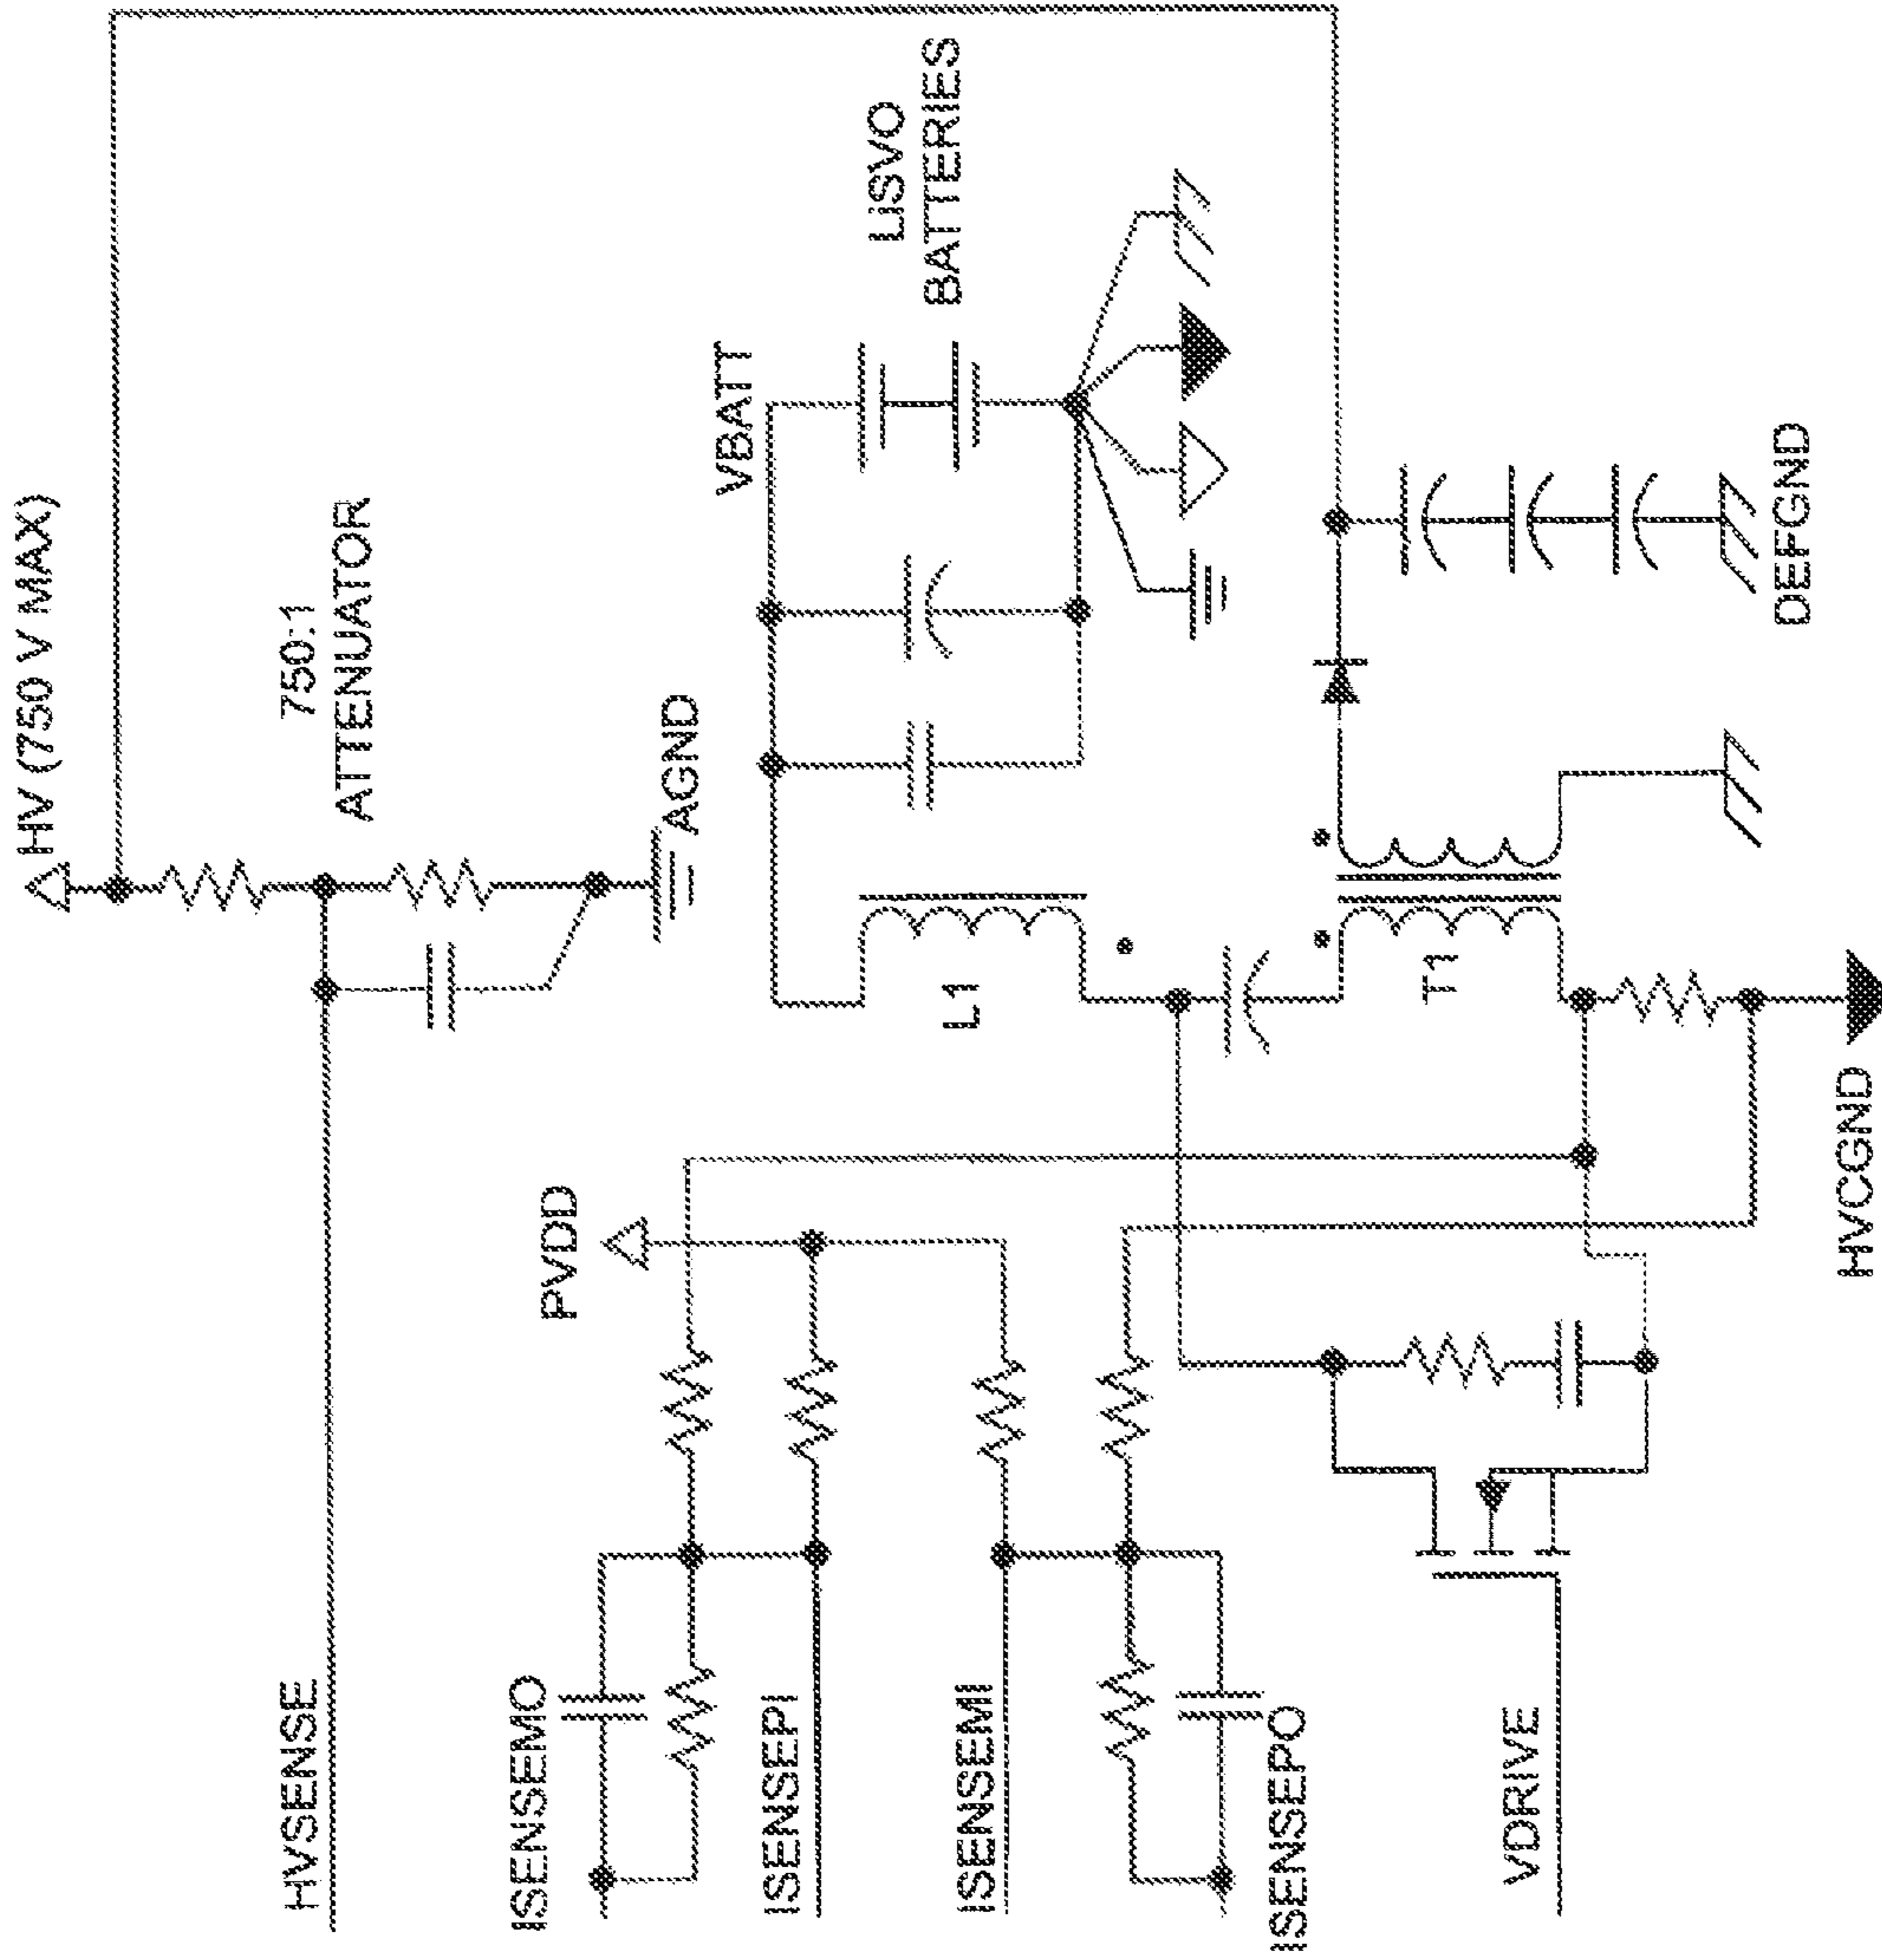 HV (750 V MAX)
750:1
ATTENUATOR
AGND
HVSENSE
VBATT
LiSVO
BATTERIES
PVDD
ISENSEMO
ISENSEPI
ISENSEMI
ISENSEPO
L1
T1
VDRIVE
HVCGND
DEFGND